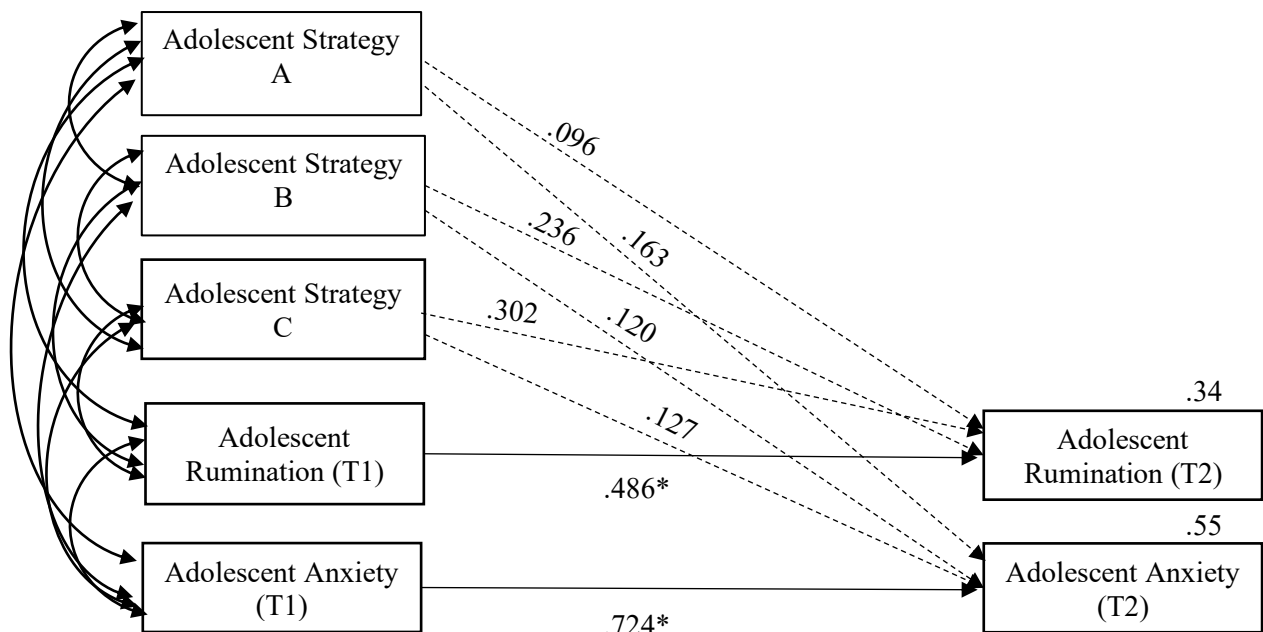 Adolescent Strategy
A
.096
Adolescent Strategy
B
.236
.163
Adolescent Strategy
C
.302
.120
.127
.34
Adolescent
Rumination (T1)
.486*
Adolescent
Rumination (T2)
.55
Adolescent Anxiety
(T1)
.724*
Adolescent Anxiety
(T2)